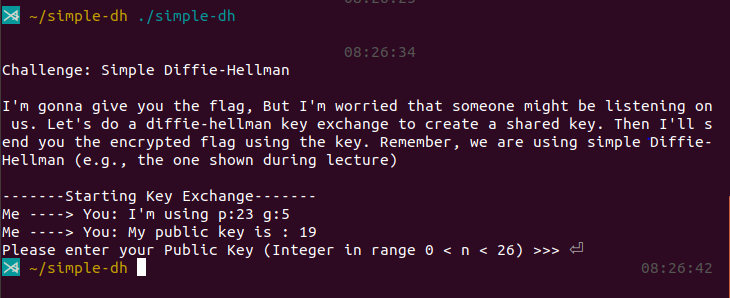 ~/simple-dh ./simple-dh
08:26:34
Challenge: Simple Diffie-Hellman
I'm gonna give you the flag, But I'm worried that someone might be listening on
us. Let's do a diffie-hellman key exchange to create a shared key. Then I'll s
end you the encrypted flag using the key. Remember, we are using simple Diffie-
Hellman (e.g., the one shown during lecture)
-------Starting Key Exchange-------
Me ----> You: I'm using p:23 g:5
Me ----> You: My public key is : 19
Please enter your Public Key (Integer in range 0 < n < 26) >>> ⏎
~/simple-dh 08:26:42